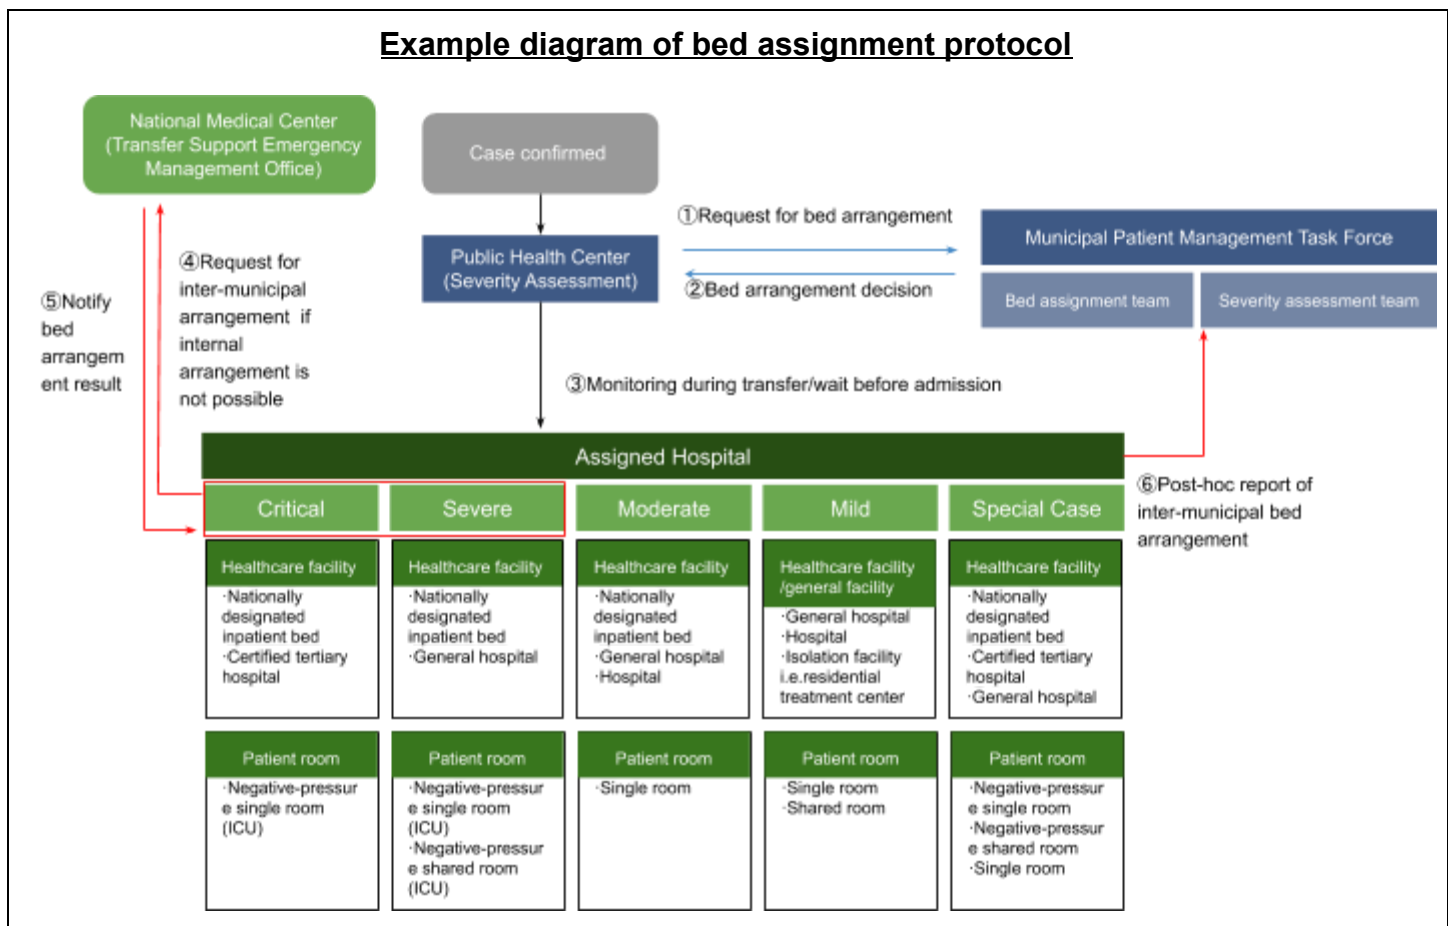 Example diagram of bed assignment protocol
National Medical Center
(Transfer Support Emergency
Management Office)
Case confirmed
①Request for bed arrangement
Municipal Patient Management Task Force
Public Health Center
(Severity Assessment)
②Bed arrangement decision
Bed assignment team
Severity assessment team
④Request for
inter-municipal
arrangement if
internal
arrangement is
not possible
⑤Notify
bed
arrangem
ent result
③Monitoring during transfer/wait before admission
Assigned Hospital
⑥Post-hoc report of
inter-municipal bed
arrangement
Critical
Severe
Moderate
Mild
Special Case
Healthcare facility
·Nationally
designated
inpatient bed
·Certified tertiary
hospital
Healthcare facility
·Nationally
designated
inpatient bed
·General hospital
Healthcare facility
·Nationally
designated
inpatient bed
·General hospital
·Hospital
Healthcare facility
/general facility
·General hospital
·Hospital
·Isolation facility
i.e.residential
treatment center
Healthcare facility
·Nationally
designated
inpatient bed
·Certified tertiary
hospital
·General hospital
Patient room
·Negative-pressur
e single room
(ICU)
Patient room
·Negative-pressur
e single room
(ICU)
·Negative-pressur
e shared room
(ICU)
Patient room
·Single room
Patient room
·Single room
·Shared room
Patient room
·Negative-pressur
e single room
·Negative-pressur
e shared room
·Single room